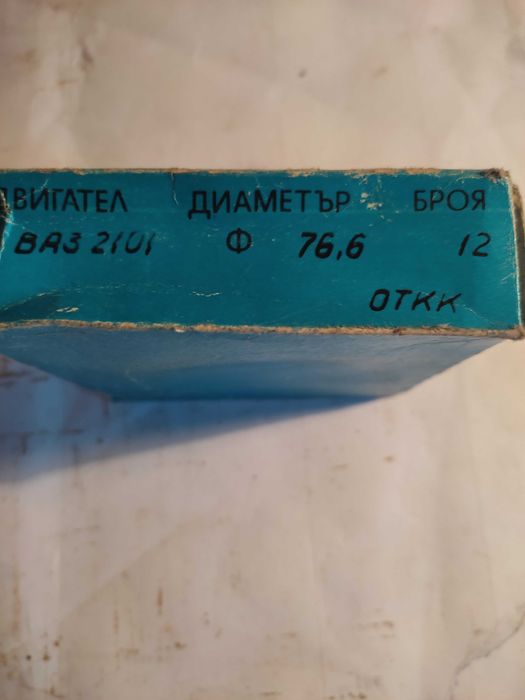 ДВИГАТЕЛ ДИАМЕТЪР БРОЯ
ВАЗ 2101 Ф 76,6 12
ОТКК